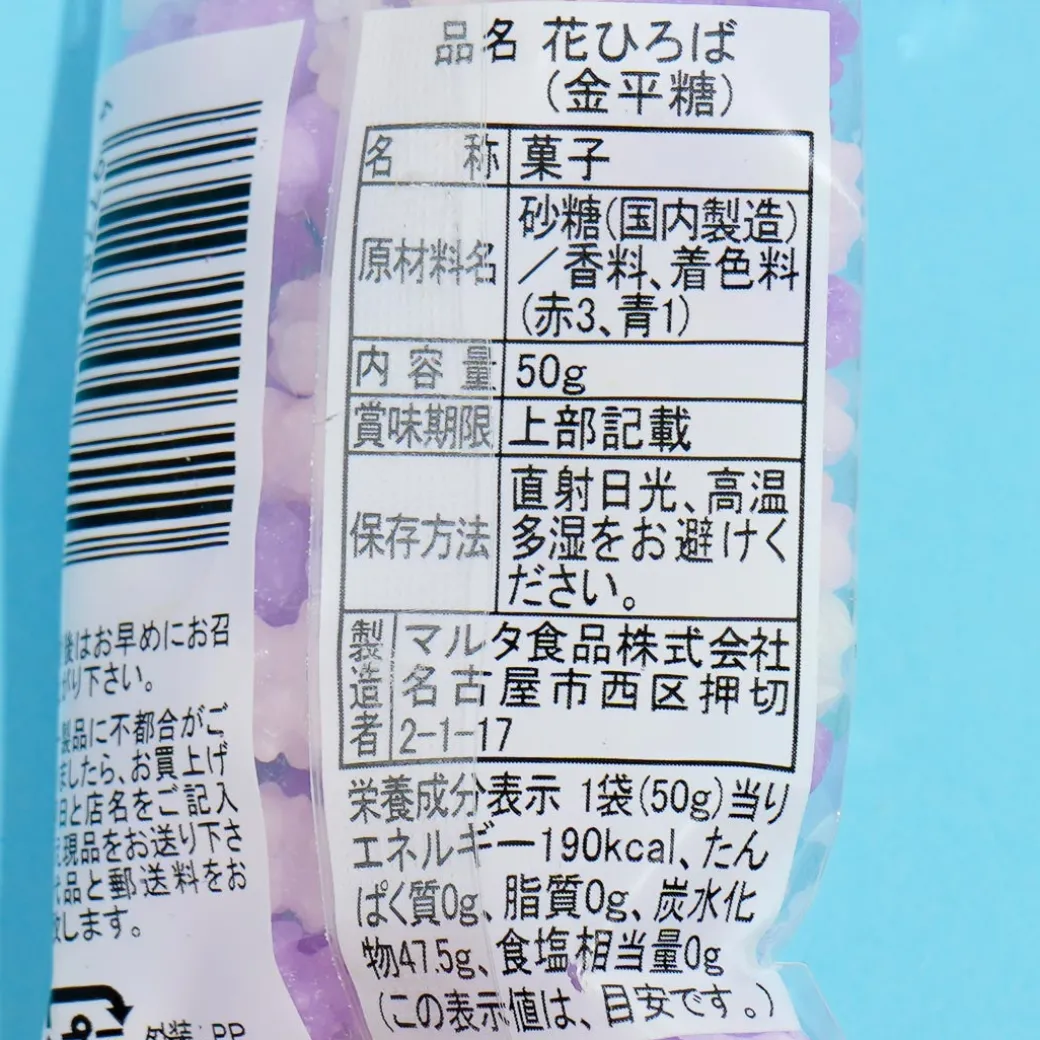 品名 花ひろば
(金平糖)
名称 菓子
原材料名 砂糖(国内製造)
/香料、着色料
(赤3、青1)
内容量 50g
賞味期限 上部記載
保存方法 直射日光、高温
多湿をお避けく
ださい。
製造者 マルタ食品株式会社
名古屋市西区押切
2-1-17
栄養成分表示 1袋(50g)当り
エネルギー190kcal、たん
ぱく質0g、脂質0g、炭水化
物47.5g、食塩相当量0g
(この表示値は、目安です。)
後はお早めにお召
がり下さい。
製品に不都合がご
ましたら、お買上げ
日と店名をご記入
現品をお送り下さ
品と郵送料をお
致します。
外装:PP